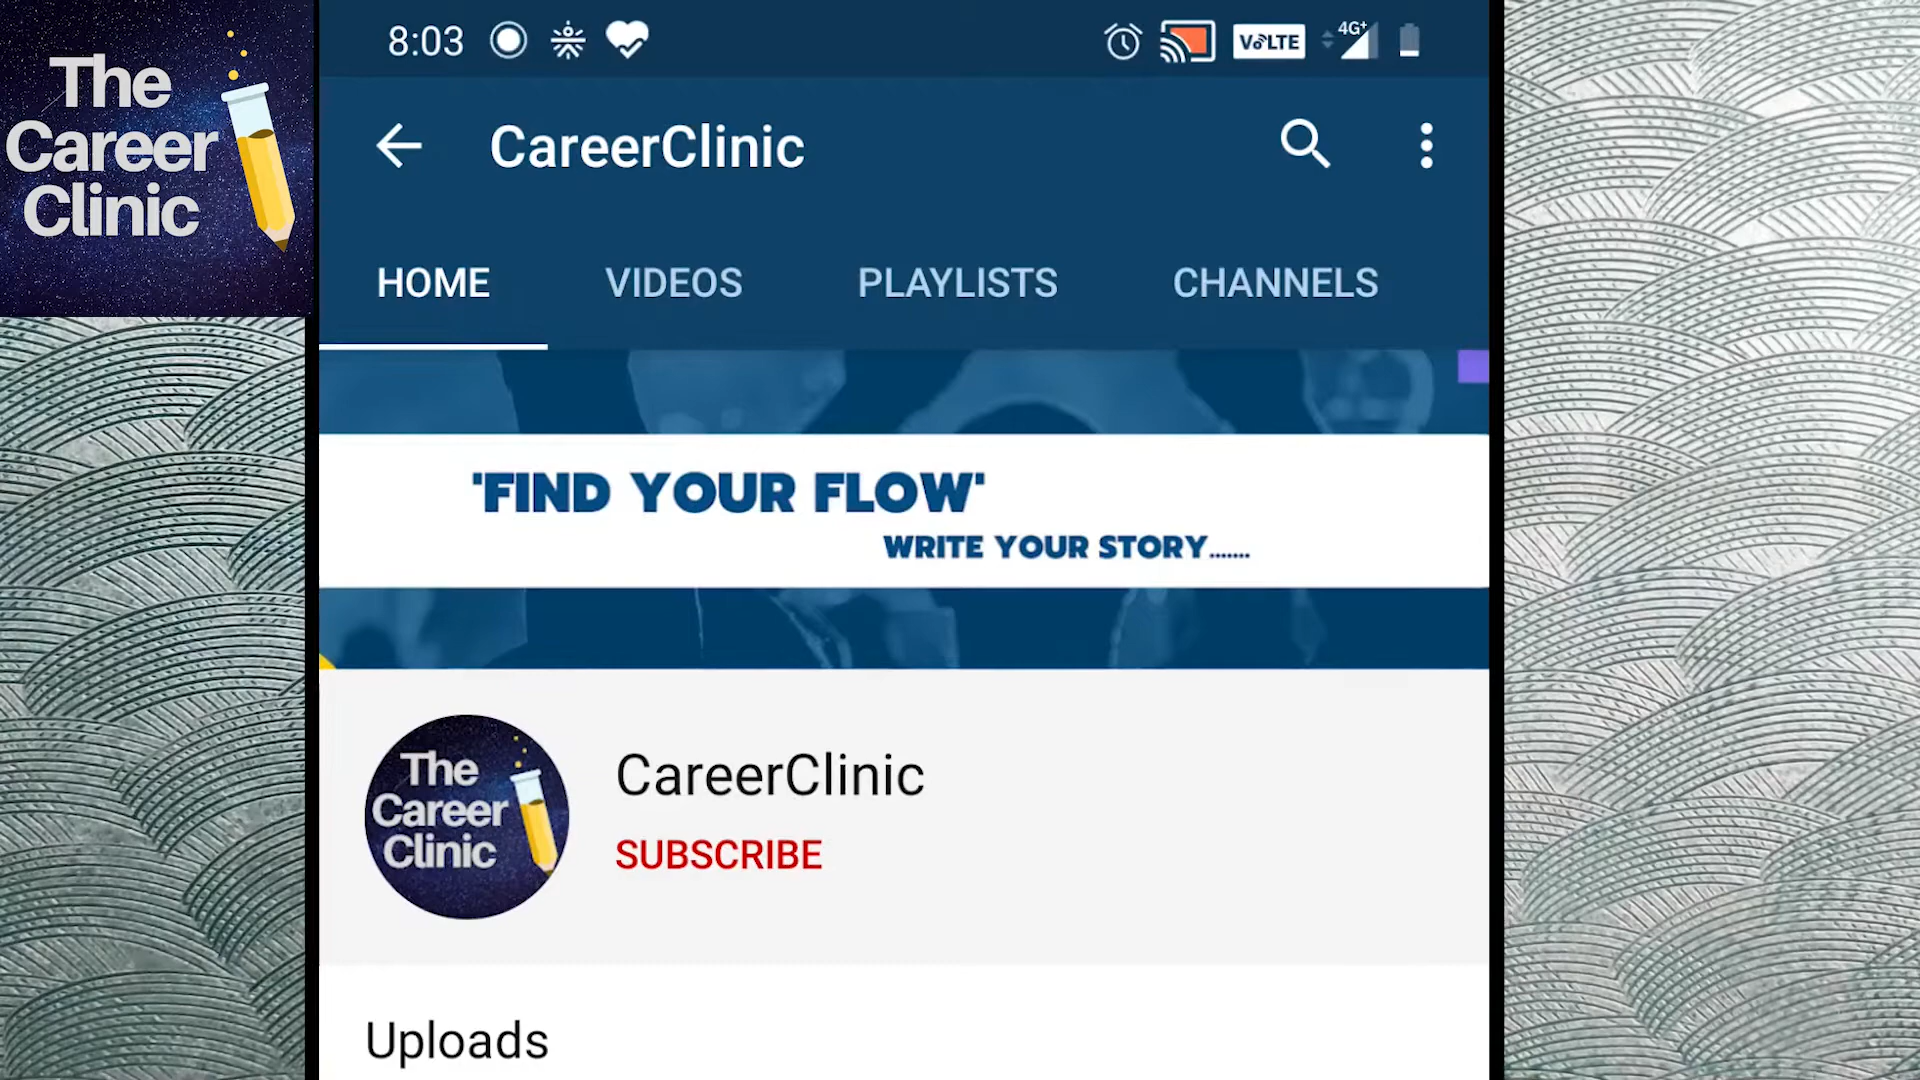 The
Career
Clinic
8:03
VoLTE
4G+
CareerClinic
HOME VIDEOS PLAYLISTS CHANNELS
'FIND YOUR FLOW'
WRITE YOUR STORY.......
The
Career
Clinic
CareerClinic
SUBSCRIBE
Uploads